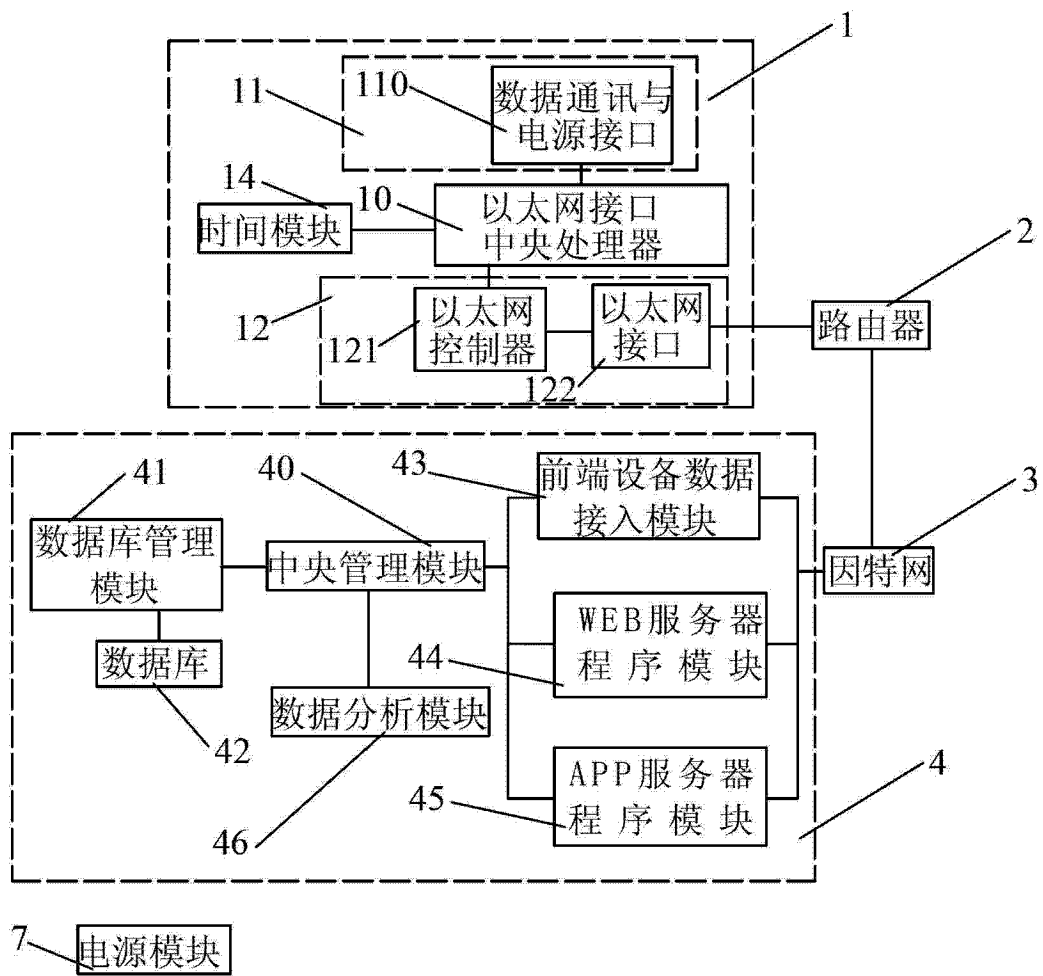 1
110
数据通讯与
电源接口
11
14
时间模块
10
以太网接口
中央处理器
2
路由器
12
121
以太网
控制器
以太网
接口
122
41
40
43
前端设备数据
接入模块
3
因特网
数据库管理
模块
中央管理模块
数据库
42
WEB服务器
程序模块
44
数据分析模块
46
APP服务器
程序模块
45
4
7
电源模块